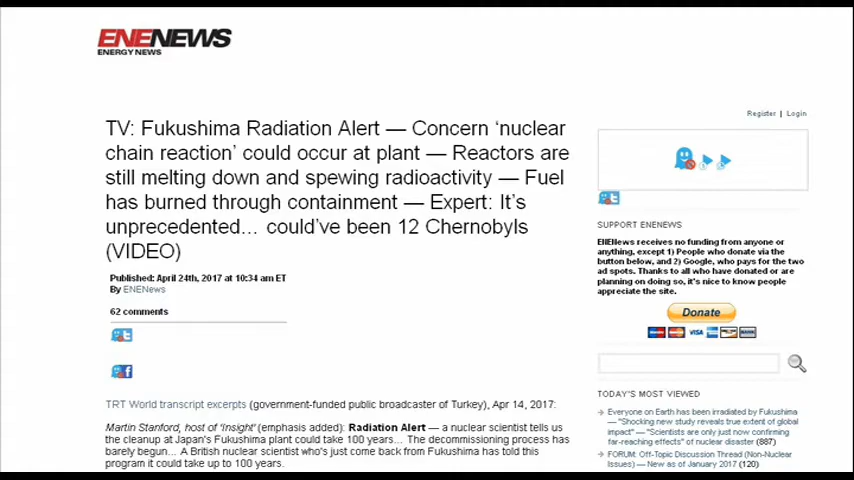 ENENEWS
ENERGY NEWS
Register | Login
TV: Fukushima Radiation Alert — Concern ‘nuclear
chain reaction’ could occur at plant — Reactors are
still melting down and spewing radioactivity — Fuel
has burned through containment — Expert: It’s
unprecedented… could’ve been 12 Chernobyls
(VIDEO)
Published: April 24th, 2017 at 10:34 am ET
By ENENews
62 comments
TRT World transcript excerpts (government-funded public broadcaster of Turkey), Apr 14, 2017:
Martin Stanford, host of ‘Insight’ (emphasis added): Radiation Alert — a nuclear scientist tells us
the cleanup at Japan's Fukushima plant could take 100 years… The decommissioning process has
barely begun… A British nuclear scientist who's just come back from Fukushima has told this
program it could take up to 100 years.
SUPPORT ENENEWS
ENENews receives no funding from anyone or
anything, except 1) People who donate via the
button below, and 2) Google, who pays for the two
ad spots. Thanks to all who have donated or are
planning on doing so, it's nice to know people
appreciate the site.
Donate
VISA
TODAY'S MOST VIEWED
Everyone on Earth has been irradiated by Fukushima
— "Shocking new study reveals true extent of global
impact" — "Scientists are only just now confirming
far-reaching effects" of nuclear disaster (887)
FORUM: Off-Topic Discussion Thread (Non-Nuclear
Issues) — New as of January 2017 (120)